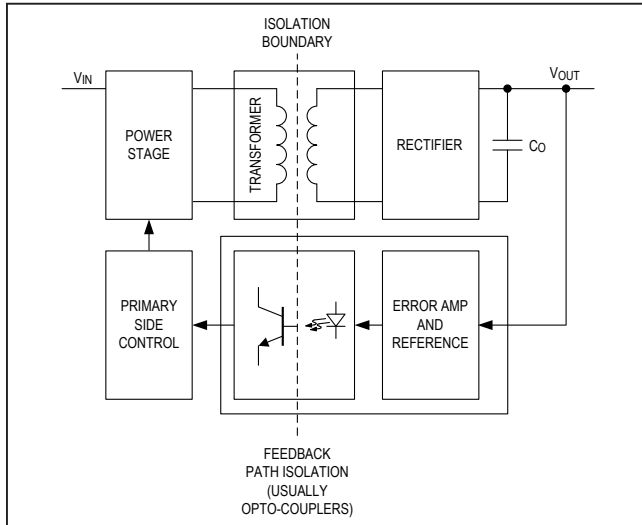 ISOLATION
BOUNDARY
VIN
VOUT
POWER
STAGE
TRANSFORMER
RECTIFIER
CO
PRIMARY
SIDE
CONTROL
ERROR AMP
AND
REFERENCE
FEEDBACK
PATH ISOLATION
(USUALLY
OPTO-COUPLERS)